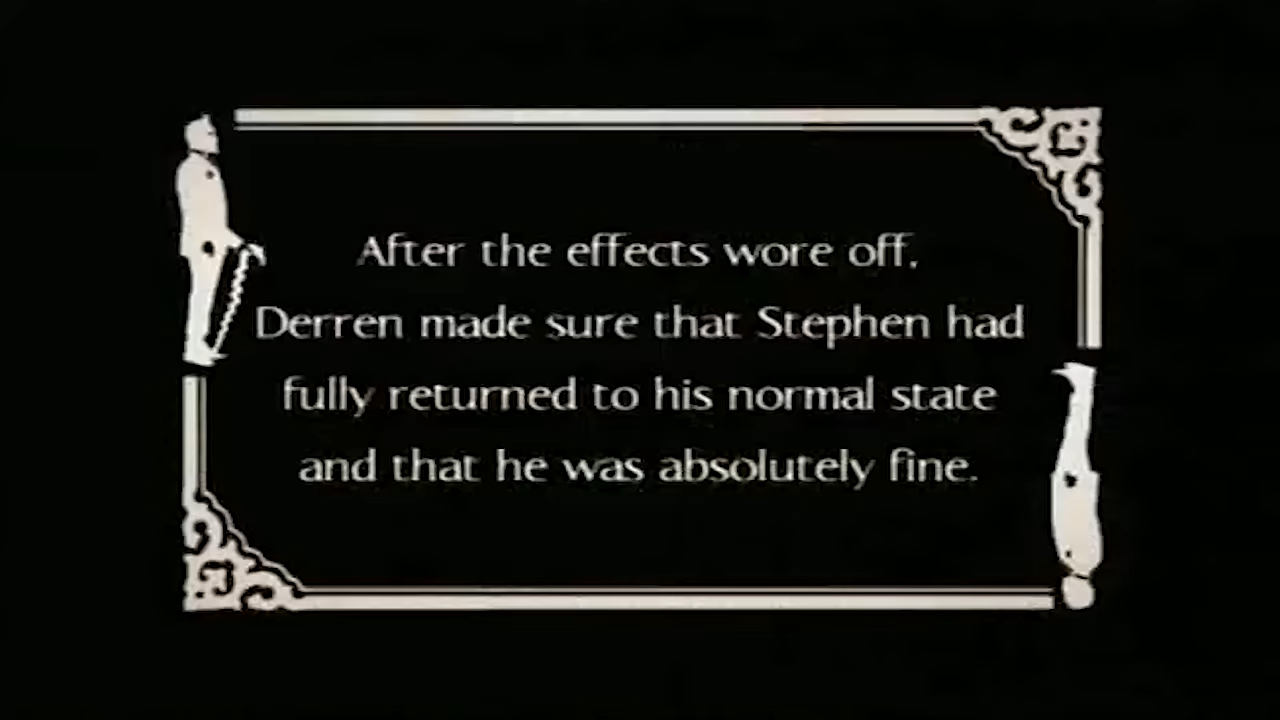 After the effects wore off,
Derren made sure that Stephen had
fully returned to his normal state
and that he was absolutely fine.